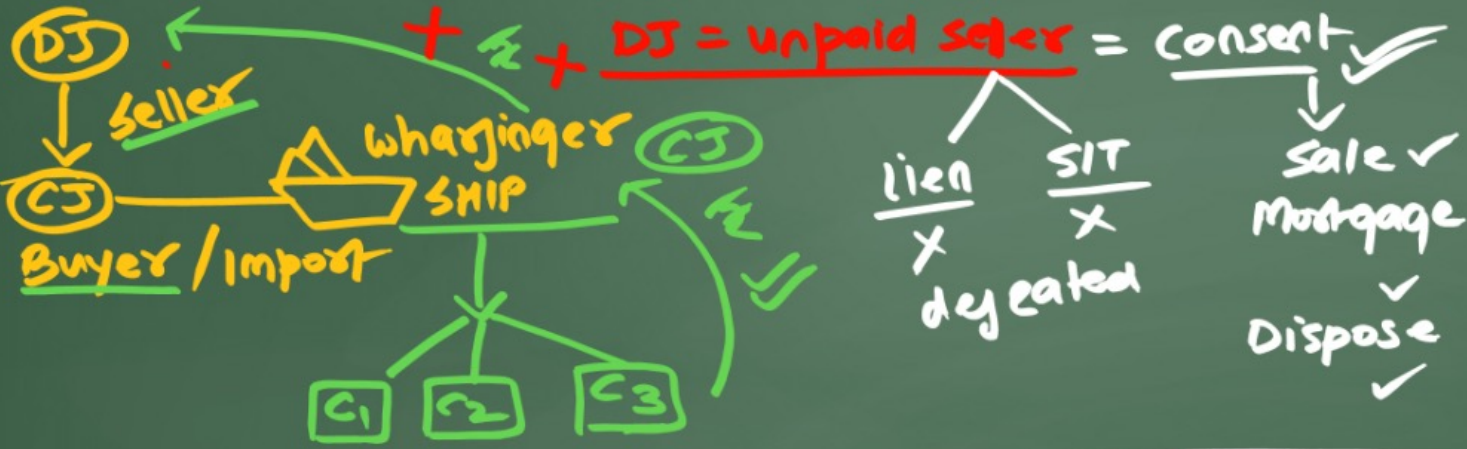 DJ
+ ₹ + DJ = unpaid seller = Consent
Seller
Wharfinger
CJ
SHIP
CJ
Buyer / Import
₹
lien
SIT
x
x
defeated
Sale ✓
Mortgage
✓
Dispose
✓
C1
C2
C3